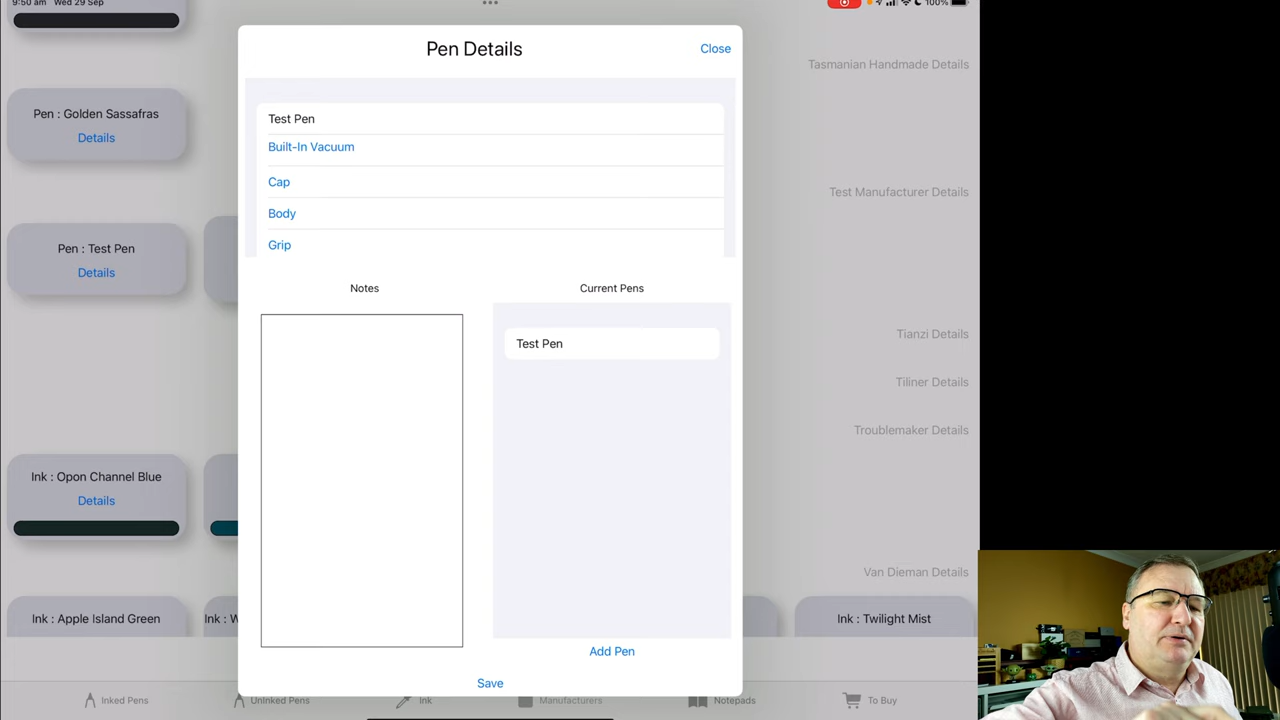 9:50 am Wed 29 Sep
100%
Pen Details
Close
Tasmanian Handmade Details
Pen : Golden Sassafras
Details
Test Pen
Built-In Vacuum
Cap
Body
Grip
Test Manufacturer Details
Pen : Test Pen
Details
Notes
Current Pens
Test Pen
Tianzi Details
Tiliner Details
Troublemaker Details
Ink : Opon Channel Blue
Details
Van Dieman Details
Ink : Apple Island Green
Ink : W
Ink : Twilight Mist
Add Pen
Save
Inked Pens
UnInked Pens
Ink
Manufacturers
Notepads
To Buy